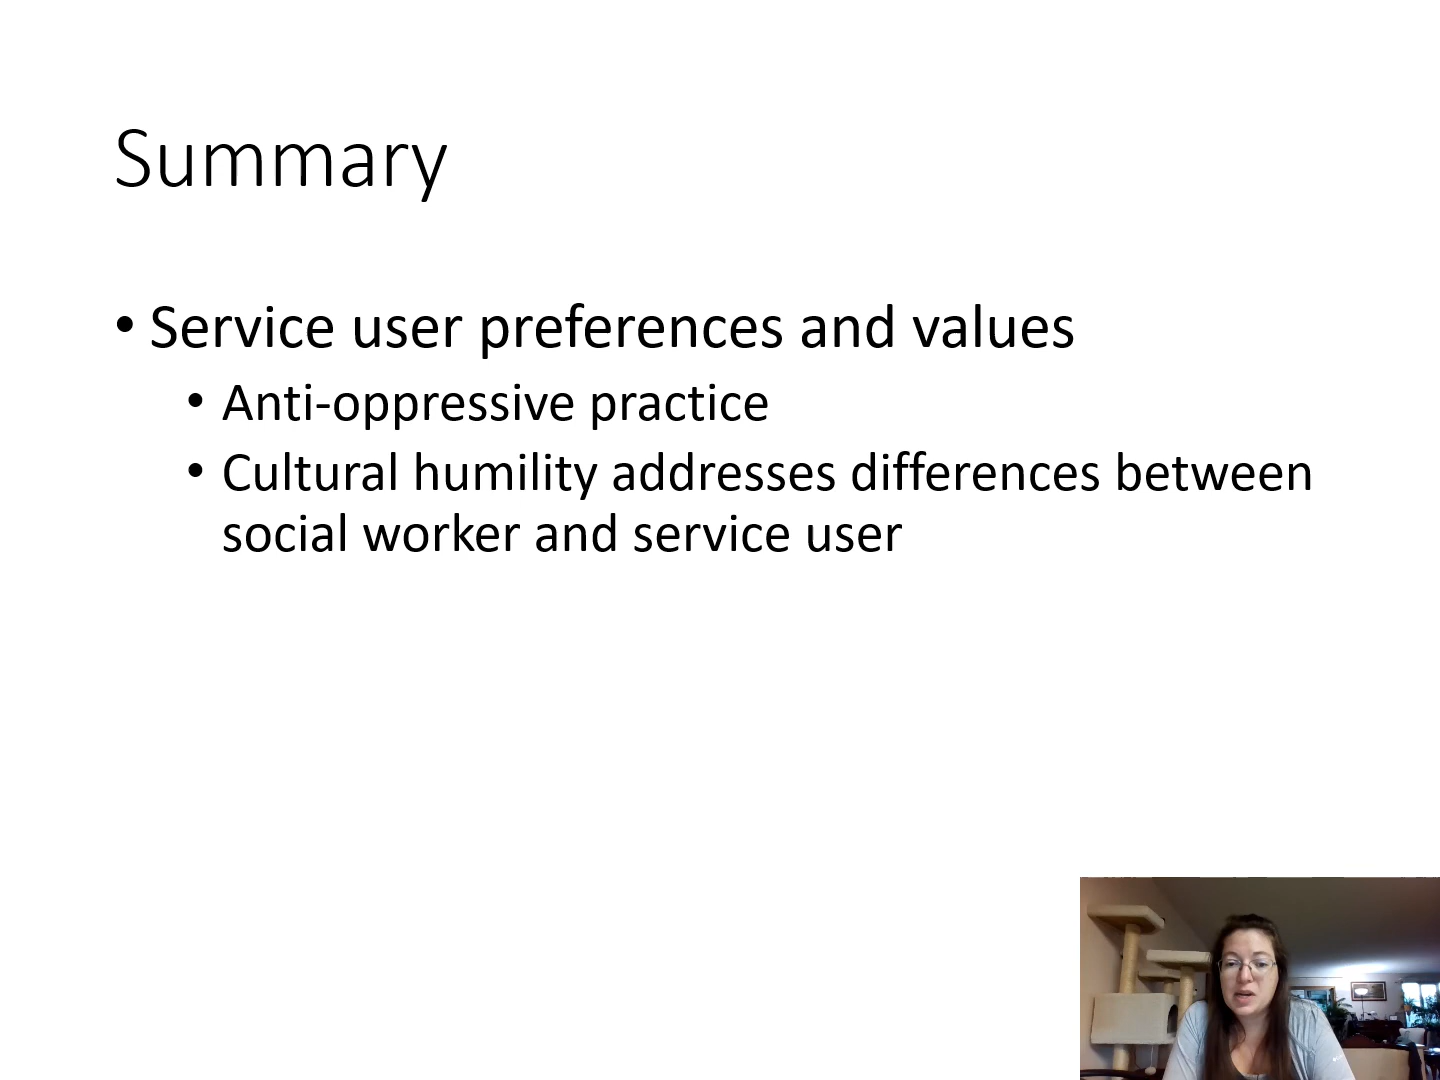 Summary
• Service user preferences and values
• Anti-oppressive practice
• Cultural humility addresses differences between
social worker and service user